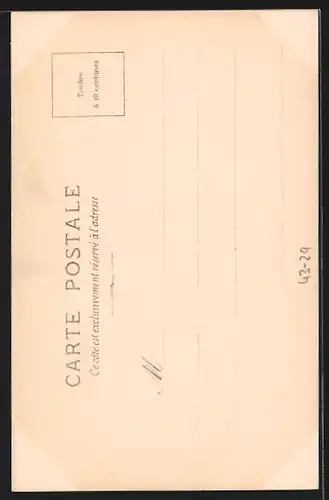 CARTE POSTALE
Ce côté est exclusivement réservé à l'adresse
Timbre
à 10 centimes
M
43-29